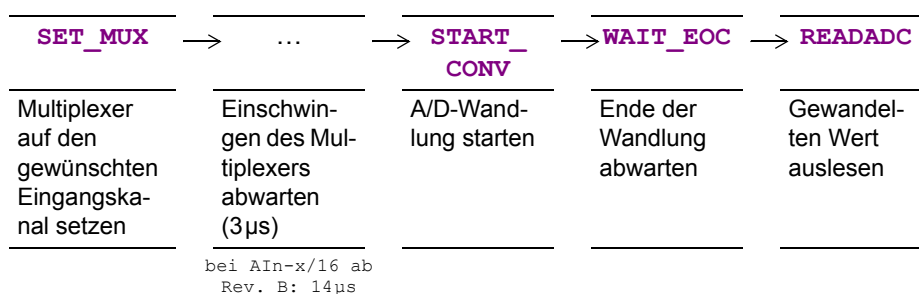 SET_MUX → ... → START_ → WAIT_EOC → READADC
CONV
Multiplexer
auf den
gewünschten
Eingangska-
nal setzen
Einschwin-
gen des Mul-
tiplexers
abwarten
(3µs)
bei AIn-x/16 ab
Rev. B: 14µs
A/D-Wand-
lung starten
Ende der
Wandlung
abwarten
Gewandel-
ten Wert
auslesen